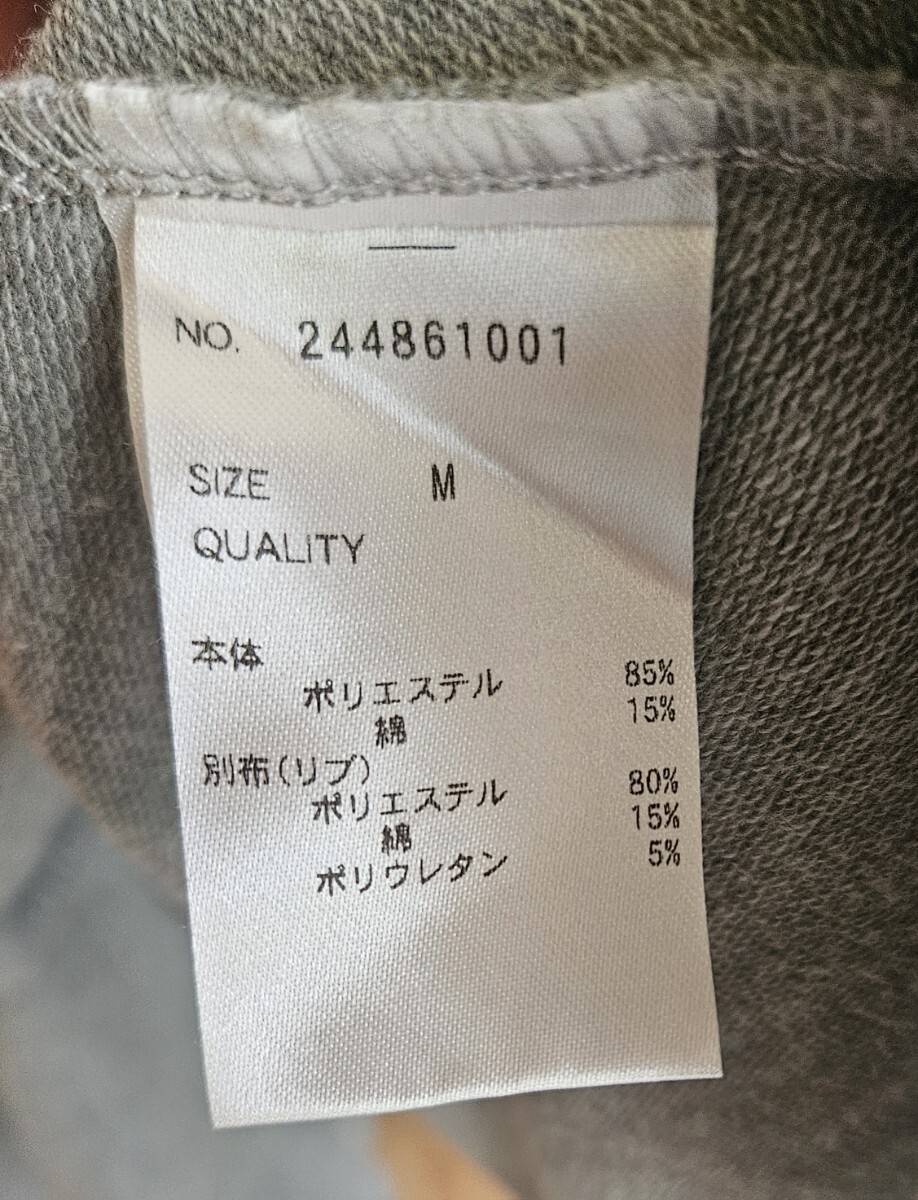 NO. 244861001
SIZE M
QUALITY
本体
ポリエステル 85%
綿 15%
別布(リブ)
ポリエステル 80%
綿 15%
ポリウレタン 5%